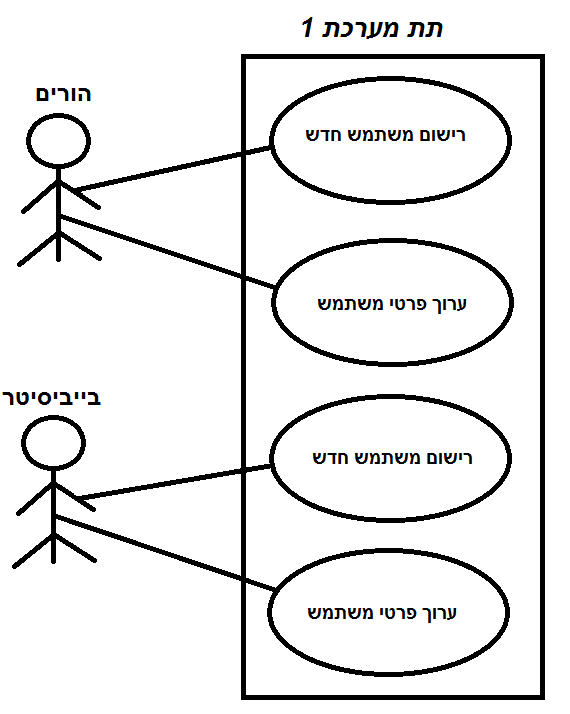 תת מערכת 1
הורים
רישום משתמש חדש
ערוך פרטי משתמש
בייביסיטר
רישום משתמש חדש
ערוך פרטי משתמש